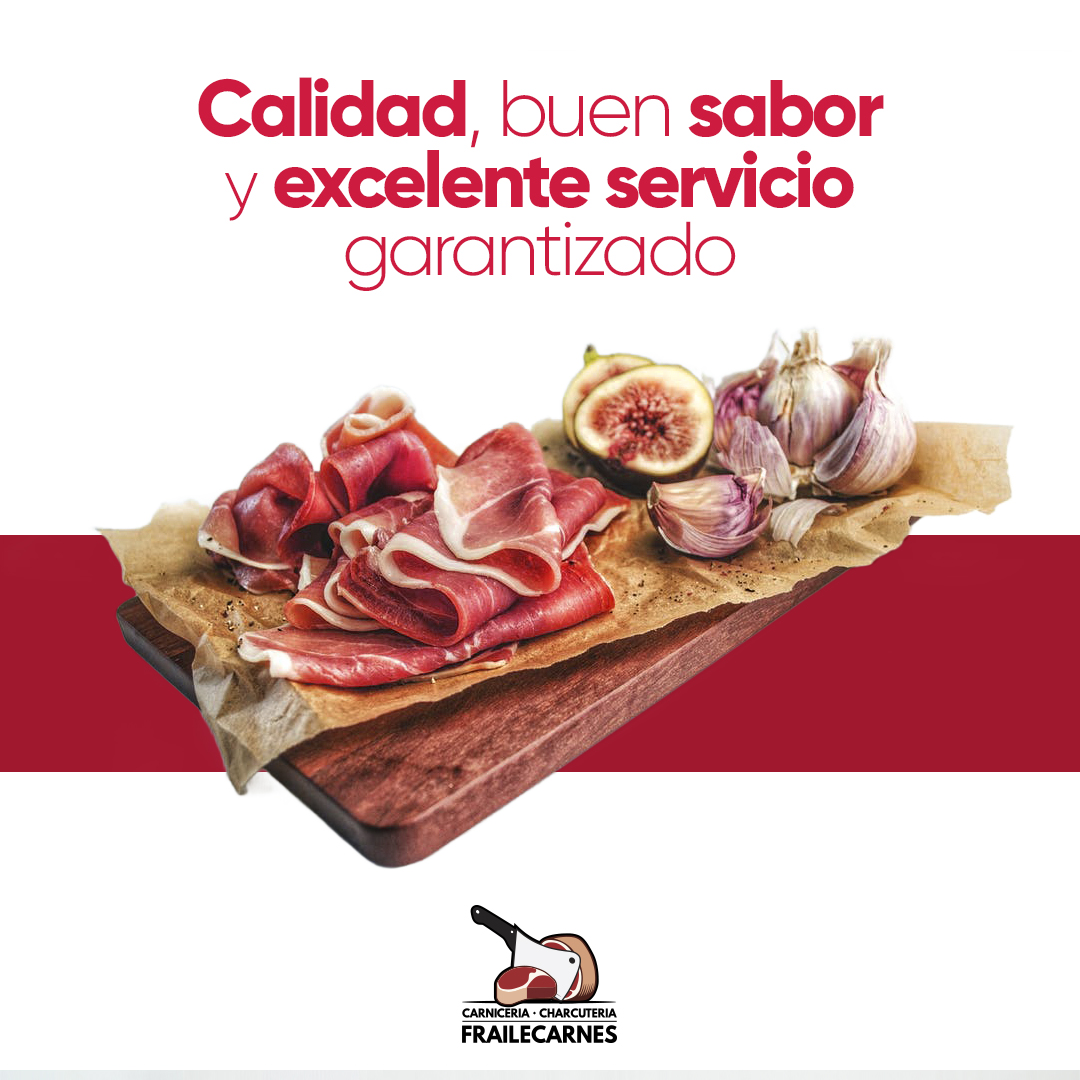 Calidad, buen sabor
y excelente servicio
garantizado
CARNICERIA · CHARCUTERIA
FRAILECARNES